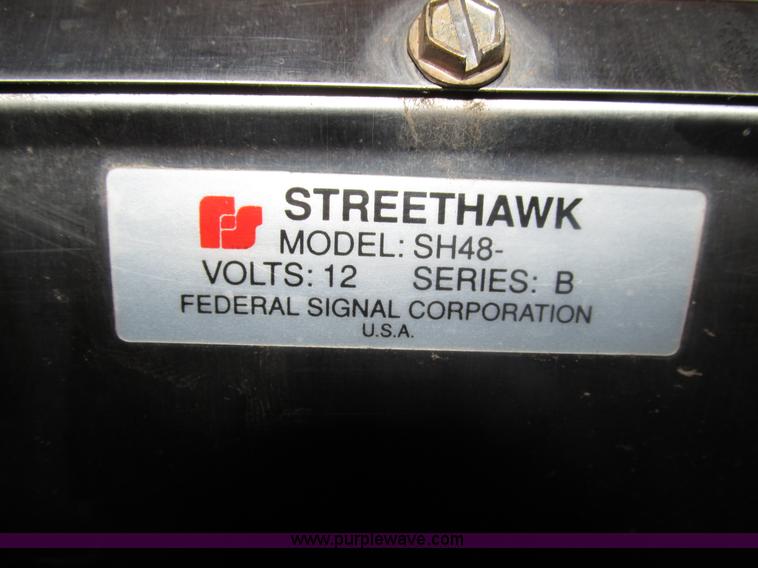 STREETHAWK
MODEL: SH48-
VOLTS: 12 SERIES: B
FEDERAL SIGNAL CORPORATION
U.S.A.
www.purplewave.com